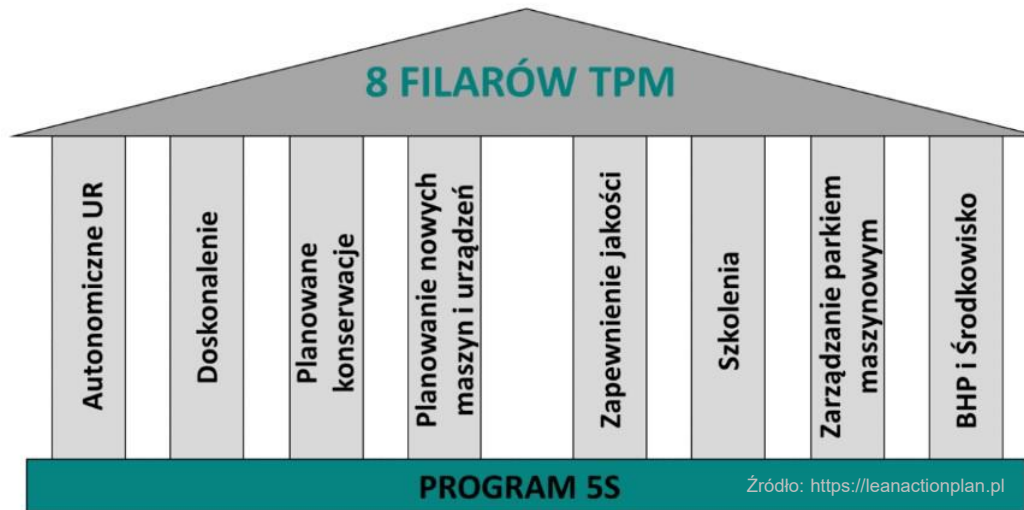 8 FILARÓW TPM
Autonomiczne UR
Doskonalenie
Planowane
konserwacje
Planowanie nowych
maszyn i urządzeń
Zapewnienie jakości
Szkolenia
Zarządzanie parkiem
maszynowym
BHP i Środkowisko
PROGRAM 5S
Źródło: https://leanactionplan.pl